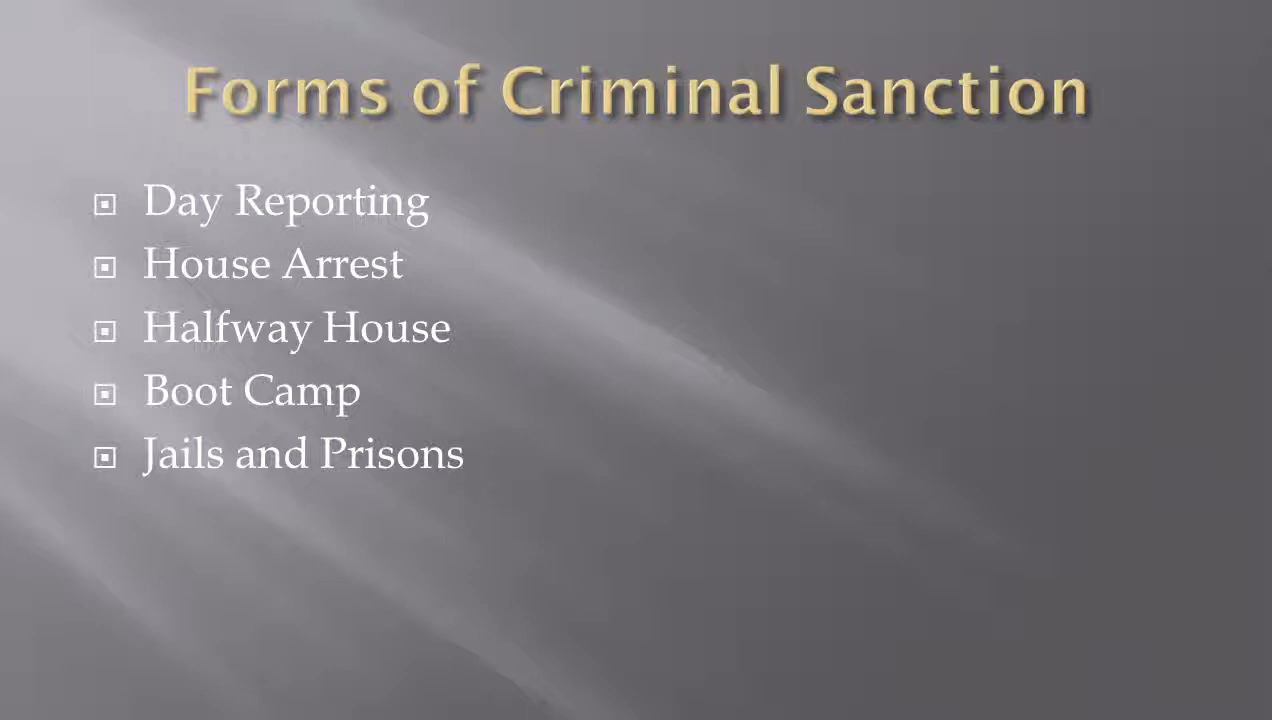 Forms of Criminal Sanction
Day Reporting
House Arrest
Halfway House
Boot Camp
Jails and Prisons